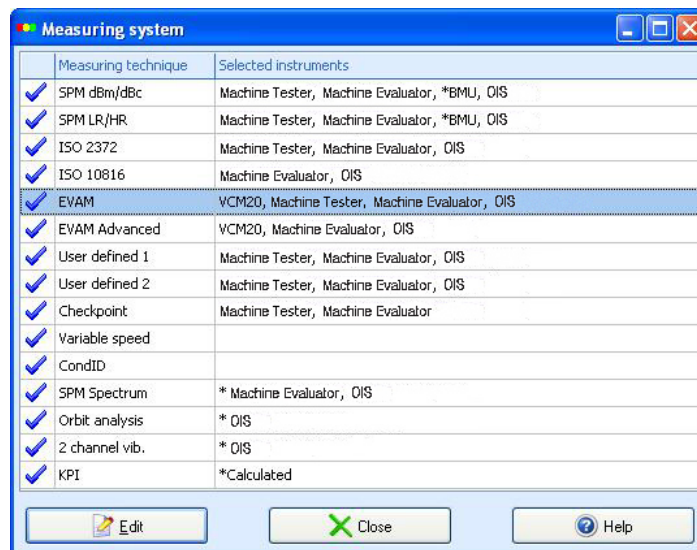 Measuring system
Measuring technique Selected instruments
SPM dBm/dBc Machine Tester, Machine Evaluator, *BMU, OIS
SPM LR/HR Machine Tester, Machine Evaluator, *BMU, OIS
ISO 2372 Machine Tester, Machine Evaluator, OIS
ISO 10816 Machine Evaluator, OIS
EVAM VCM20, Machine Tester, Machine Evaluator, OIS
EVAM Advanced VCM20, Machine Evaluator, OIS
User defined 1 Machine Tester, Machine Evaluator, OIS
User defined 2 Machine Tester, Machine Evaluator, OIS
Checkpoint Machine Tester, Machine Evaluator
Variable speed
CondID
SPM Spectrum * Machine Evaluator, OIS
Orbit analysis * OIS
2 channel vib. * OIS
KPI *Calculated
Edit Close Help